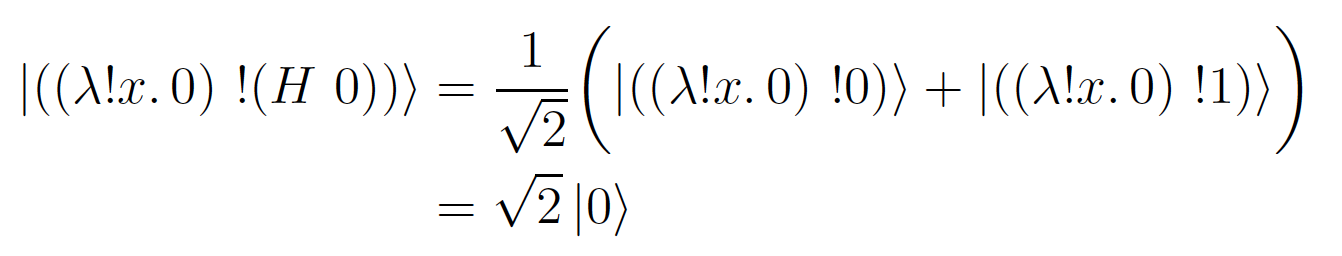 |((λ!x. 0) !(H 0))⟩ = 1/√2 (|((λ!x. 0) !0)⟩ + |((λ!x. 0) !1)⟩)
= √2 |0⟩